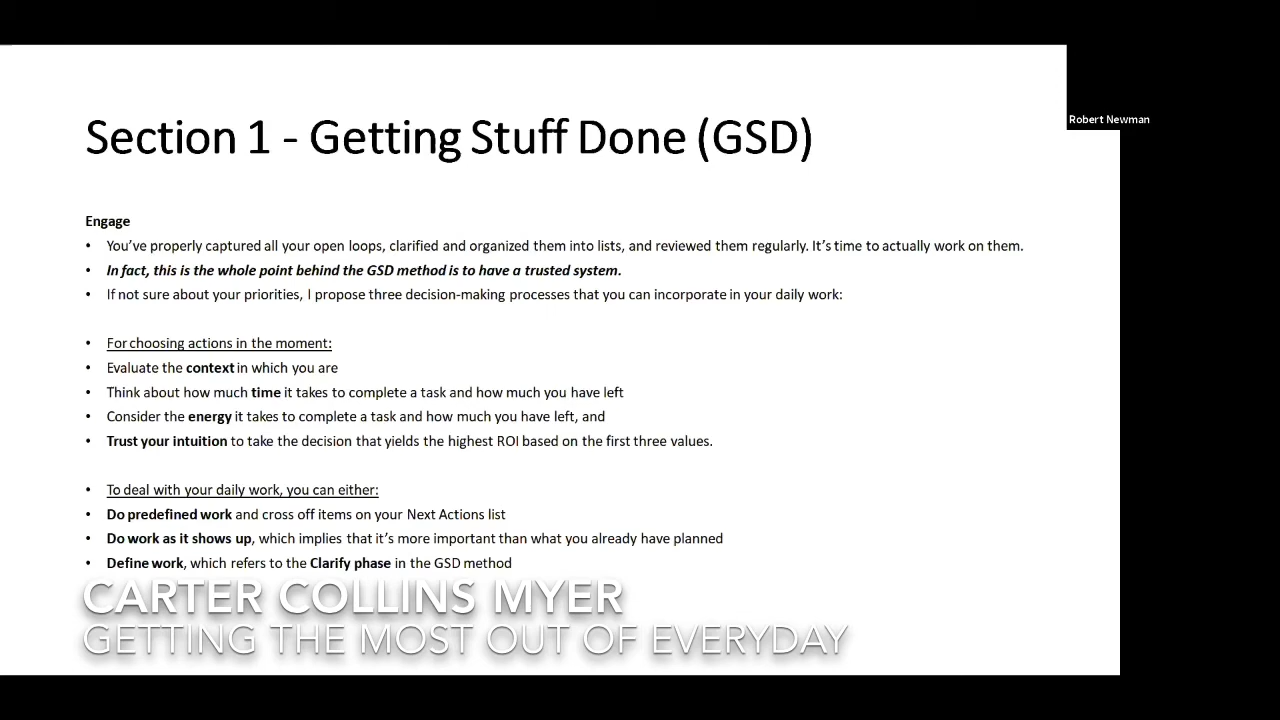 Robert Newman
Section 1 - Getting Stuff Done (GSD)
Engage
• You've properly captured all your open loops, clarified and organized them into lists, and reviewed them regularly. It's time to actually work on them.
• In fact, this is the whole point behind the GSD method is to have a trusted system.
• If not sure about your priorities, I propose three decision-making processes that you can incorporate in your daily work:
• For choosing actions in the moment:
• Evaluate the context in which you are
• Think about how much time it takes to complete a task and how much you have left
• Consider the energy it takes to complete a task and how much you have left, and
• Trust your intuition to take the decision that yields the highest ROI based on the first three values.
• To deal with your daily work, you can either:
• Do predefined work and cross off items on your Next Actions list
• Do work as it shows up, which implies that it's more important than what you already have planned
• Define work, which refers to the Clarify phase in the GSD method
CARTER COLLINS MYER
GETTING THE MOST OUT OF EVERYDAY